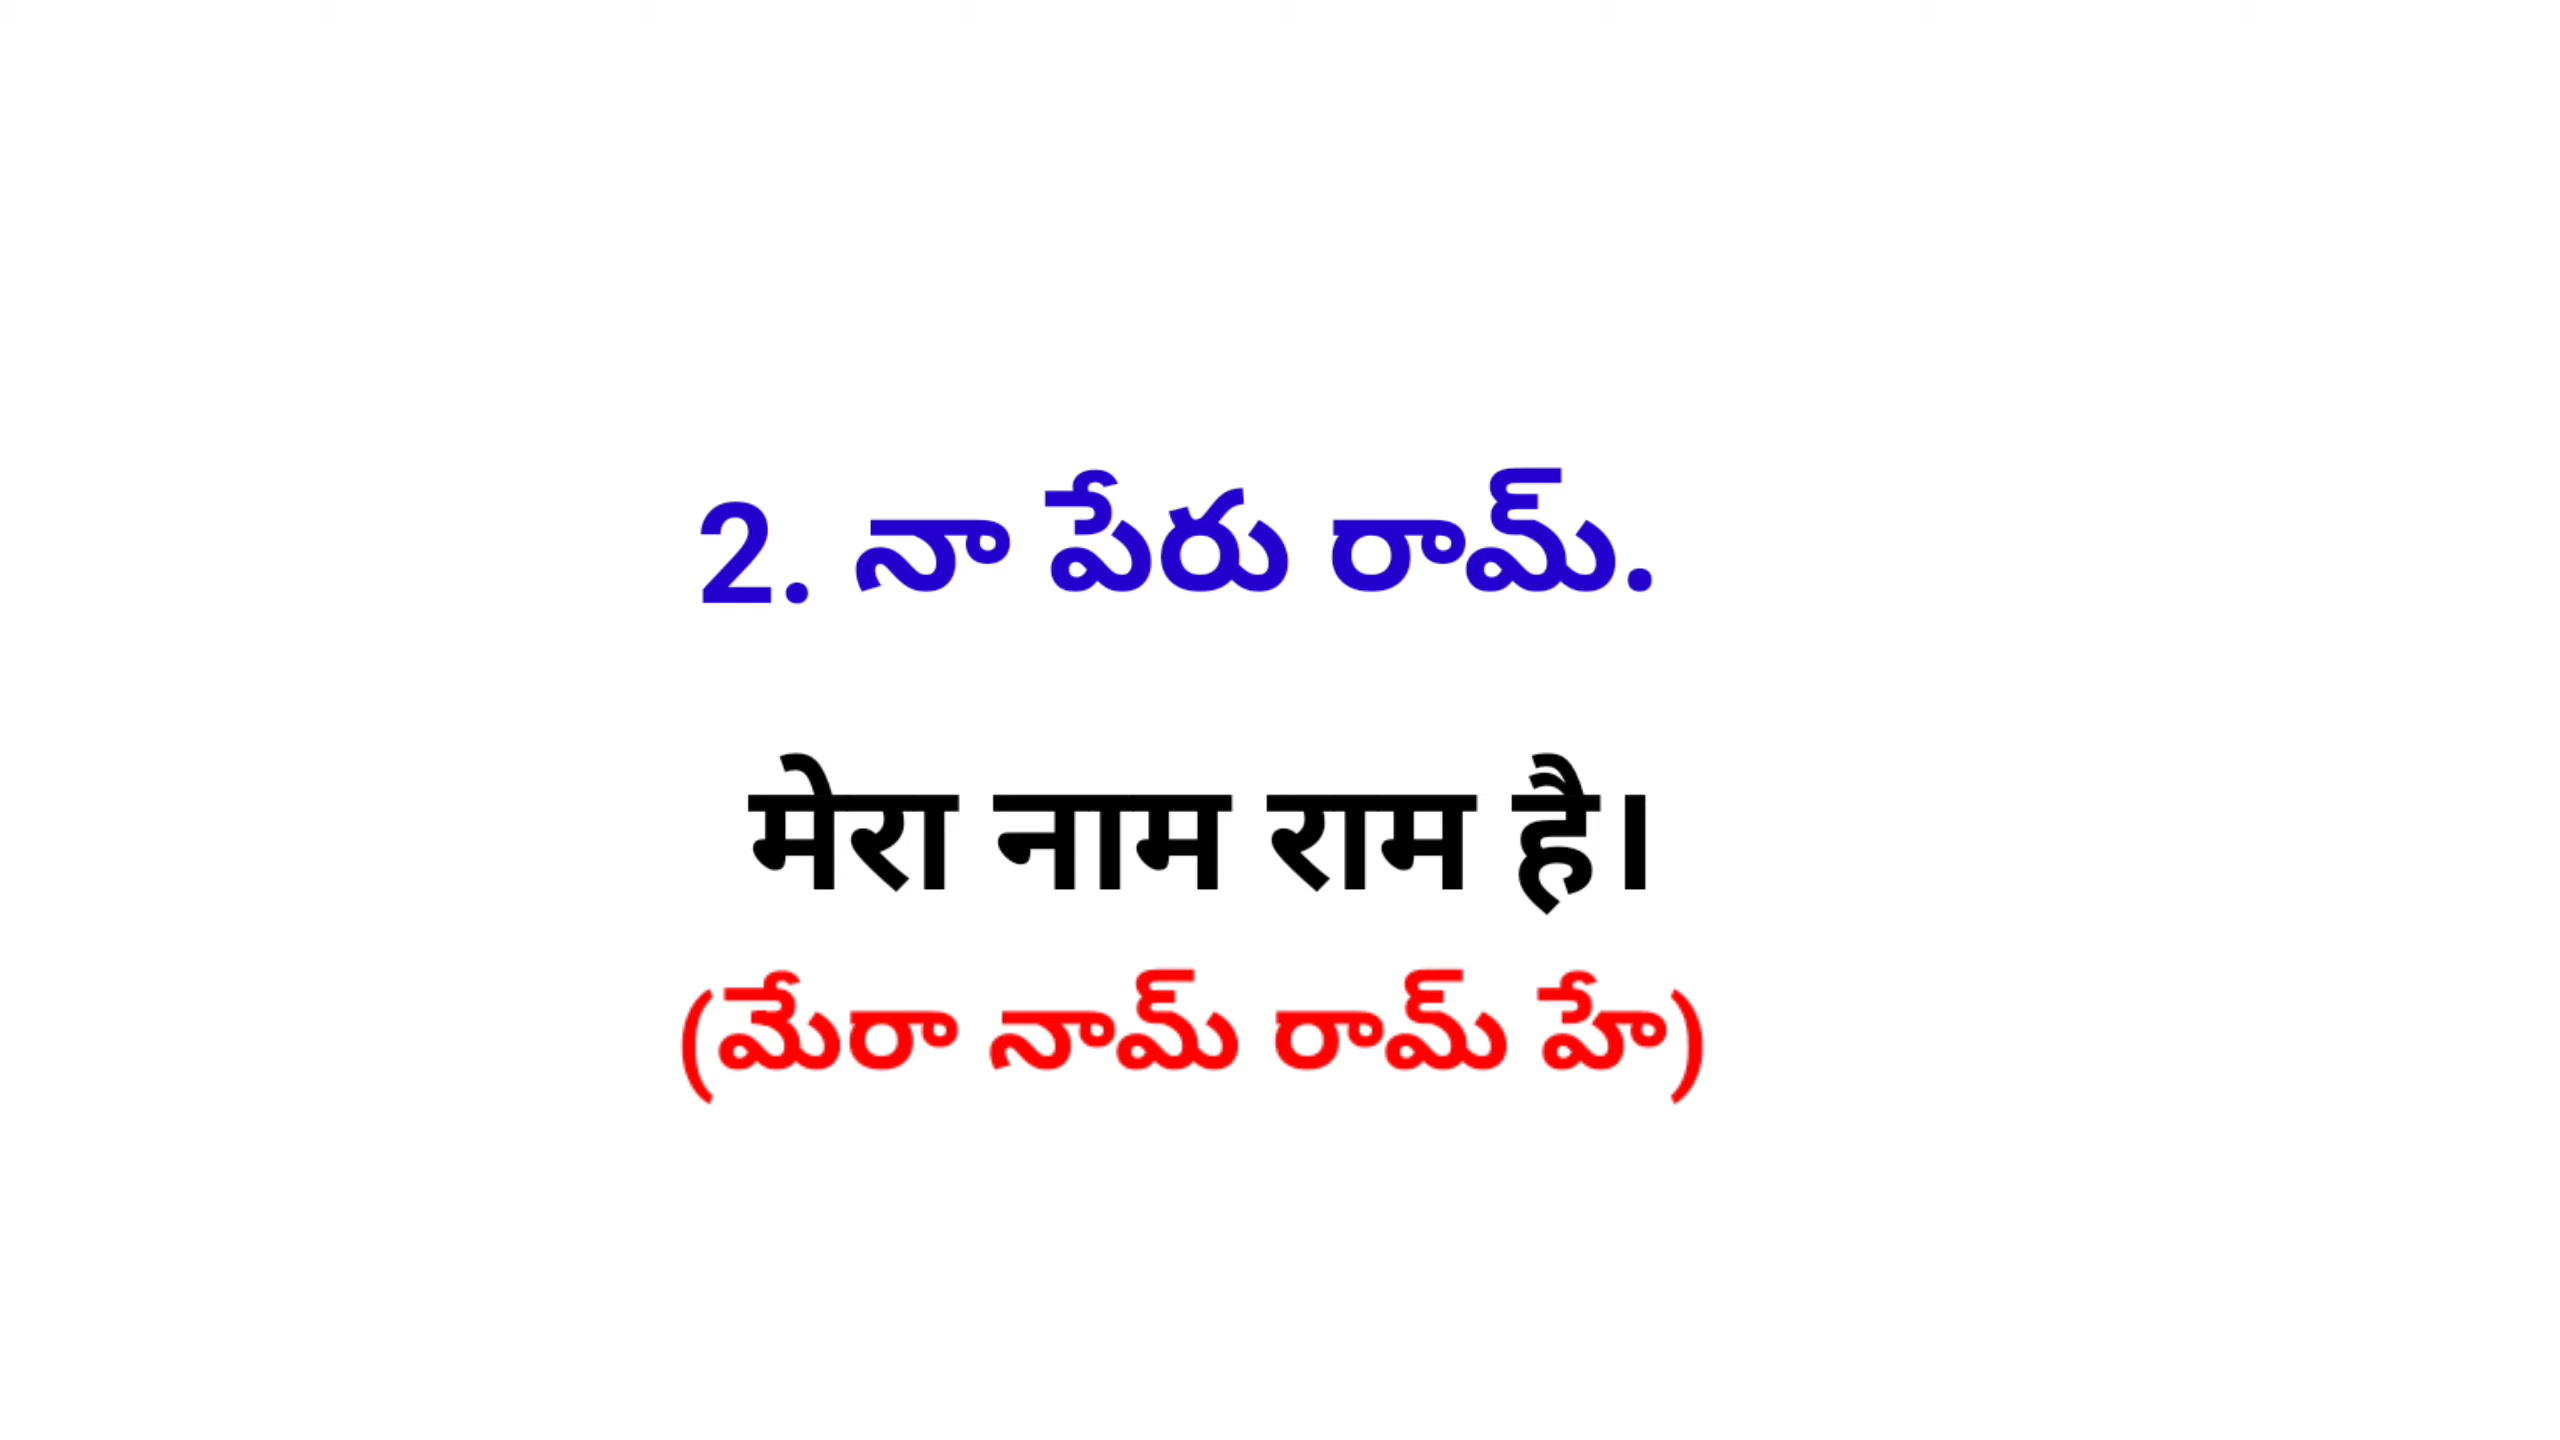 2. నా పేరు రామ్.
मेरा नाम राम है।
(మేరా నామ్ రామ్ హే)